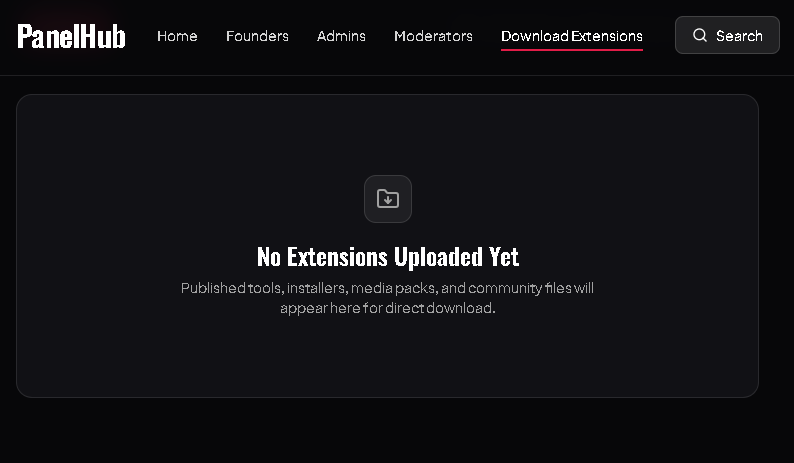 PanelHub Home Founders Admins Moderators Download Extensions Search
No Extensions Uploaded Yet
Published tools, installers, media packs, and community files will
appear here for direct download.